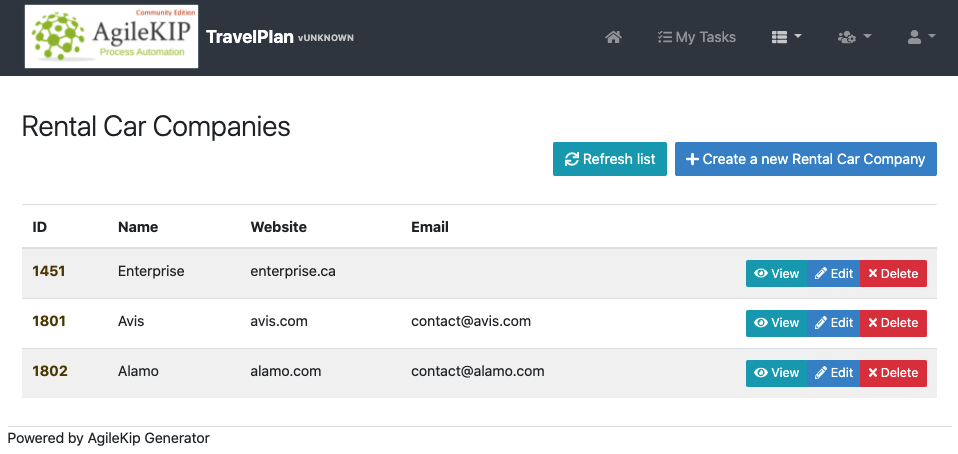 Community Edition
AgileKIP
Process Automation
TravelPlan vUNKNOWN
My Tasks
Rental Car Companies
Refresh list
Create a new Rental Car Company
ID Name Website Email
1451 Enterprise enterprise.ca View Edit Delete
1801 Avis avis.com contact@avis.com View Edit Delete
1802 Alamo alamo.com contact@alamo.com View Edit Delete
Powered by AgileKip Generator